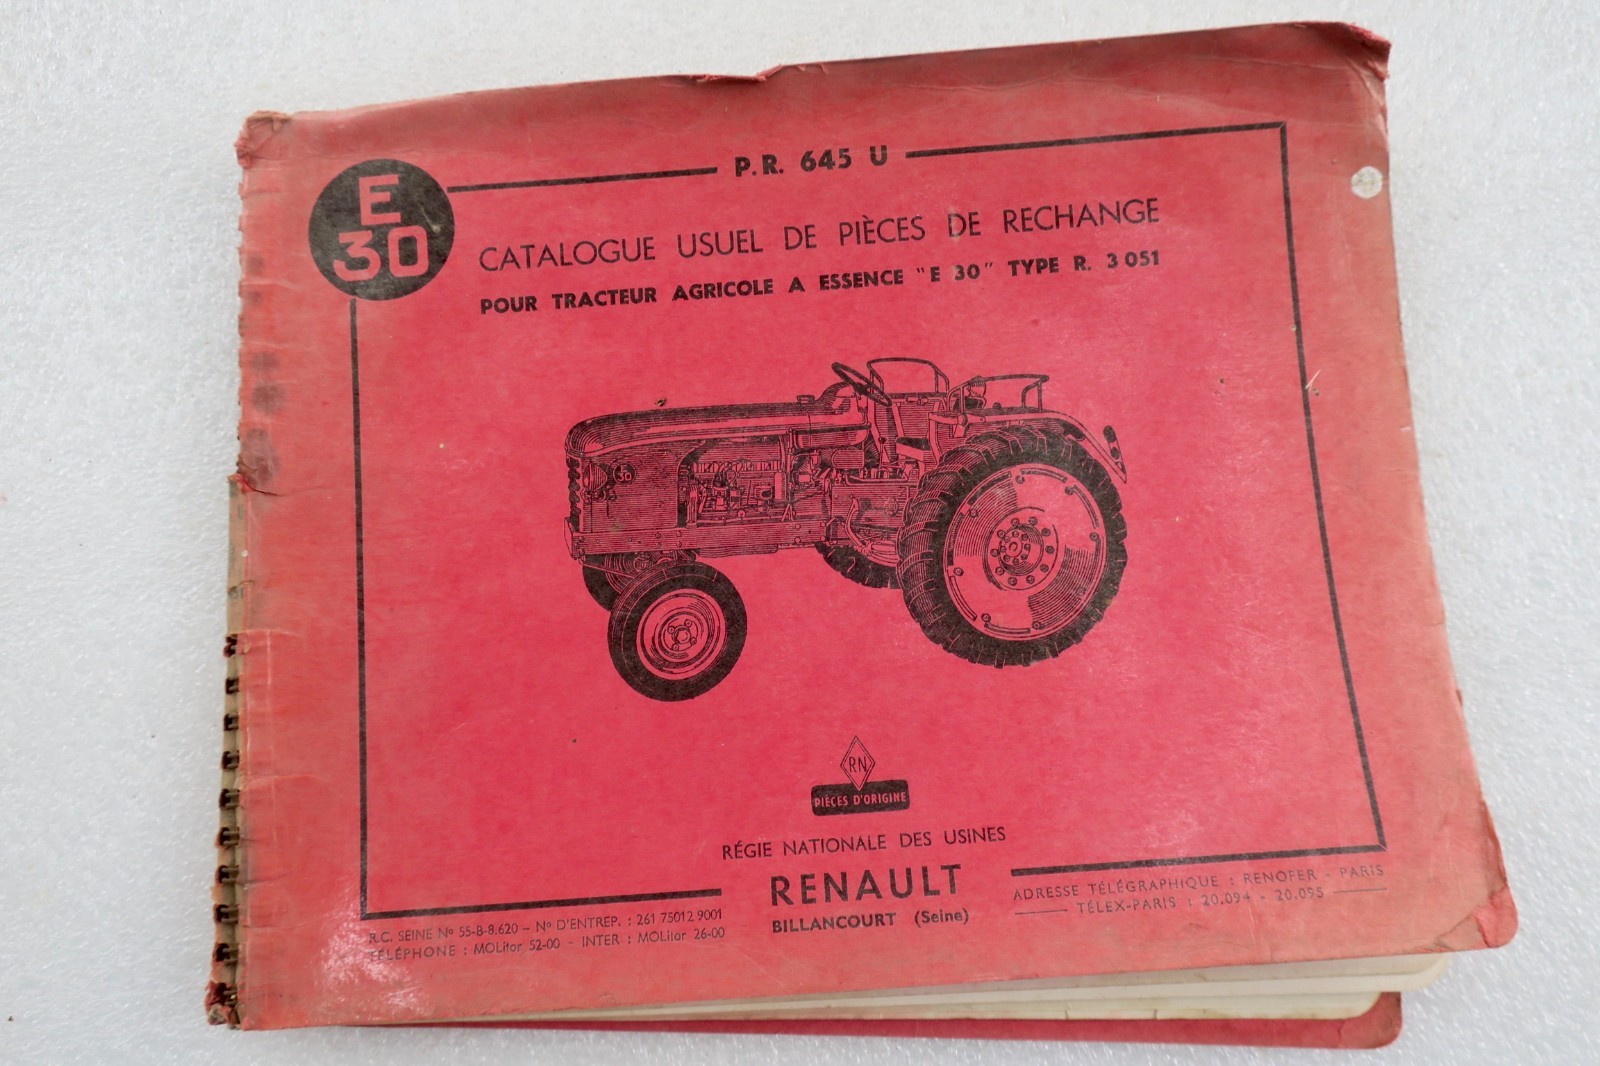 P.R. 645 U
E
30
CATALOGUE USUEL DE PIÈCES DE RECHANGE
POUR TRACTEUR AGRICOLE A ESSENCE "E 30" TYPE R. 3 051
E
30
RN
PIÈCES D'ORIGINE
RÉGIE NATIONALE DES USINES
RENAULT
BILLANCOURT (Seine)
R.C. SEINE No 55-B-8.620 – No D'ENTREP. : 261 75012 9001
TÉLÉPHONE : MOLitor 52-00 - INTER : MOLitor 26-00
ADRESSE TÉLÉGRAPHIQUE : RENOFER - PARIS
TÉLEX-PARIS : 20.094 - 20.095